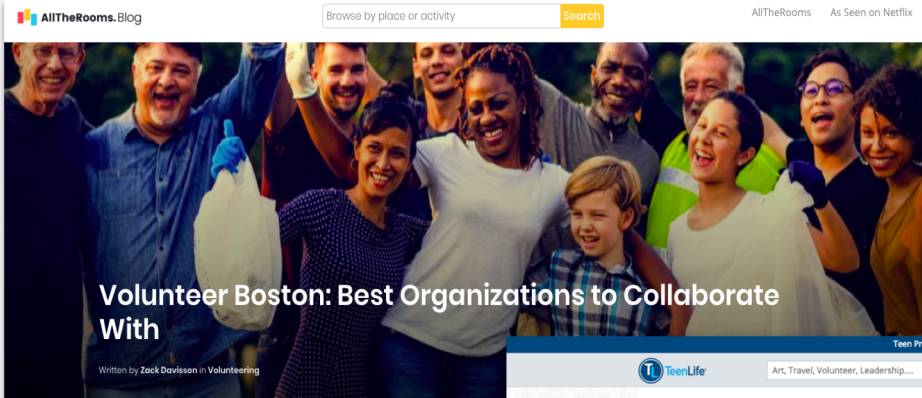 AllTheRooms.Blog
Browse by place or activity
Search
AllTheRooms As Seen on Netflix
Volunteer Boston: Best Organizations to Collaborate
With
Written by Zack Davisson in Volunteering
Teen Pr
TL TeenLife
Art, Travel, Volunteer, Leadership....